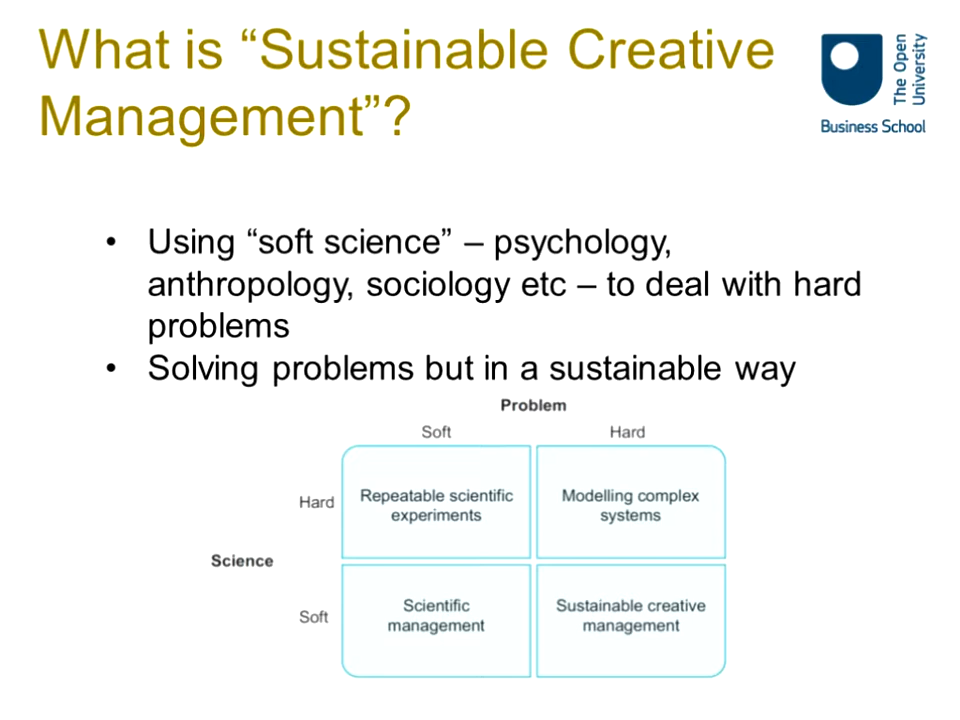 What is “Sustainable Creative
Management”?
The Open
University
Business School
• Using “soft science” – psychology,
anthropology, sociology etc – to deal with hard
problems
• Solving problems but in a sustainable way
Problem
Soft Hard
Hard
Repeatable scientific
experiments
Modelling complex
systems
Science
Soft
Scientific
management
Sustainable creative
management